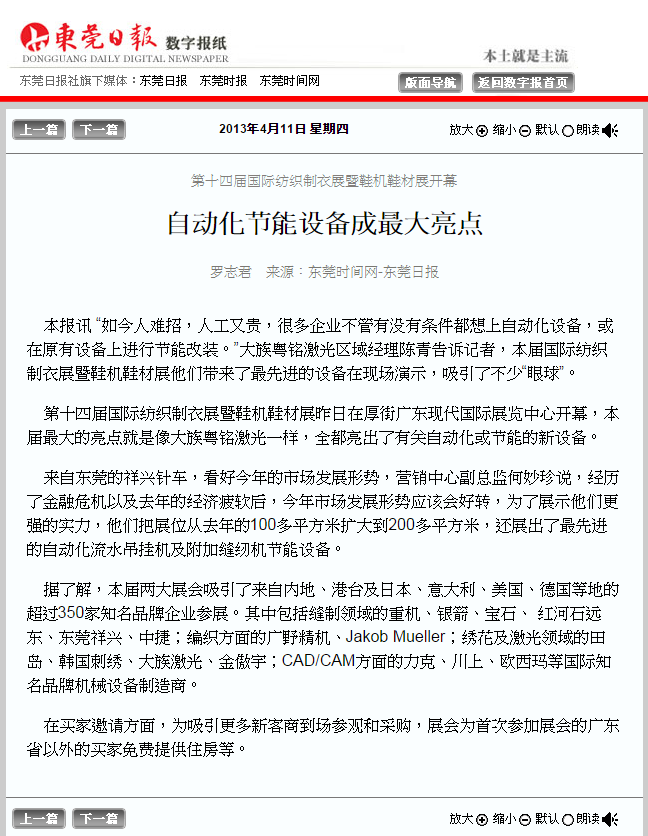 東莞日报 数字报纸
DONGGUANG DAILY DIGITAL NEWSPAPER
本土就是主流
东莞日报社旗下媒体：东莞日报 东莞时报 东莞时间网
版面导航 返回数字报首页
上一篇 下一篇 2013年4月11日 星期四 放大 缩小 默认 朗读
第十四届国际纺织制衣展暨鞋机鞋材展开幕
自动化节能设备成最大亮点
罗志君 来源：东莞时间网-东莞日报
本报讯 “如今人难招，人工又贵，很多企业不管有没有条件都想上自动化设备，或
在原有设备上进行节能改装。”大族粤铭激光区域经理陈青告诉记者，本届国际纺织
制衣展暨鞋机鞋材展他们带来了最先进的设备在现场演示，吸引了不少“眼球”。
第十四届国际纺织制衣展暨鞋机鞋材展昨日在厚街广东现代国际展览中心开幕，本
届最大的亮点就是像大族粤铭激光一样，全都亮出了有关自动化或节能的新设备。
来自东莞的祥兴针车，看好今年的市场发展形势，营销中心副总监何妙珍说，经历
了金融危机以及去年的经济疲软后，今年市场发展形势应该会好转，为了展示他们更
强的实力，他们把展位从去年的100多平方米扩大到200多平方米，还展出了最先进
的自动化流水吊挂机及附加缝纫机节能设备。
据了解，本届两大展会吸引了来自内地、港台及日本、意大利、美国、德国等地的
超过350家知名品牌企业参展。其中包括缝制领域的重机、银箭、宝石、 红河石远
东、东莞祥兴、中捷；编织方面的广野精机、Jakob Mueller；绣花及激光领域的田
岛、韩国刺绣、大族激光、金傲宇；CAD/CAM方面的力克、川上、欧西玛等国际知
名品牌机械设备制造商。
在买家邀请方面，为吸引更多新客商到场参观和采购，展会为首次参加展会的广东
省以外的买家免费提供住房等。
上一篇 下一篇 放大 缩小 默认 朗读